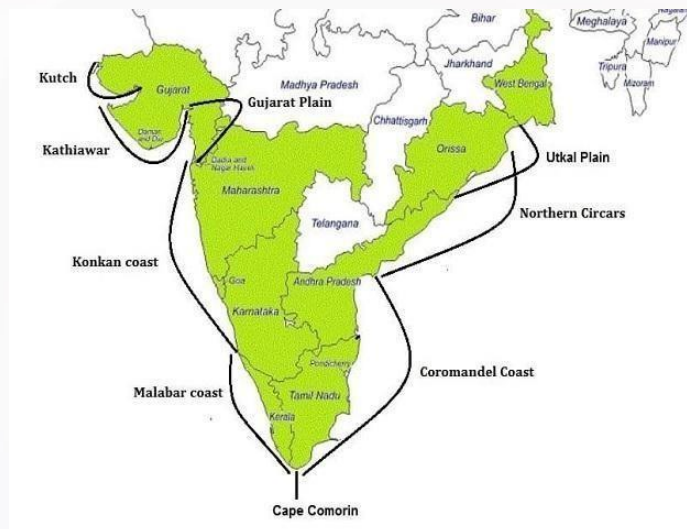 Bihar
Meghalaya
Nagaland
Manipur
Jharkhand
Tripura
Mizoram
Kutch
Gujarat
Madhya Pradesh
West Bengal
Gujarat Plain
Chhattisgarh
Daman
and Diu
Kathiawar
Orissa
Utkal Plain
Dadra and
Nagar Haveli
Maharashtra
Northern Circars
Telangana
Konkan coast
Goa
Andhra Pradesh
Karnataka
Pondicherry
Coromandel Coast
Malabar coast
Tamil Nadu
Kerala
Cape Comorin